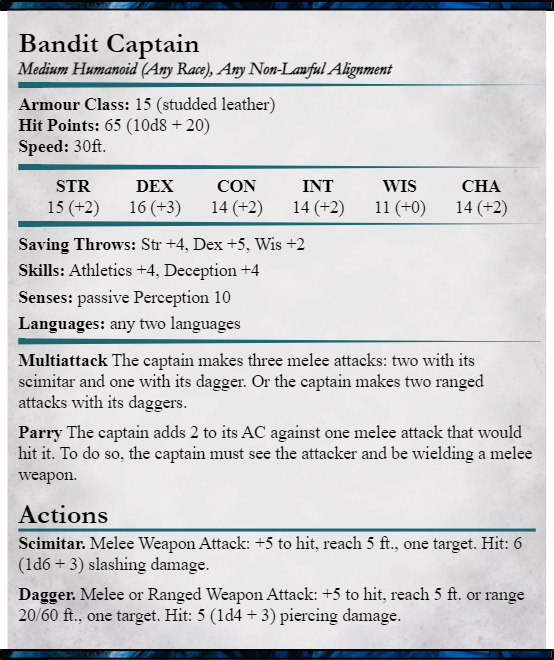 Bandit Captain
Medium Humanoid (Any Race), Any Non-Lawful Alignment
Armour Class: 15 (studded leather)
Hit Points: 65 (10d8 + 20)
Speed: 30ft.
STR DEX CON INT WIS CHA
15 (+2) 16 (+3) 14 (+2) 14 (+2) 11 (+0) 14 (+2)
Saving Throws: Str +4, Dex +5, Wis +2
Skills: Athletics +4, Deception +4
Senses: passive Perception 10
Languages: any two languages
Multiattack The captain makes three melee attacks: two with its
scimitar and one with its dagger. Or the captain makes two ranged
attacks with its daggers.
Parry The captain adds 2 to its AC against one melee attack that would
hit it. To do so, the captain must see the attacker and be wielding a melee
weapon.
Actions
Scimitar. Melee Weapon Attack: +5 to hit, reach 5 ft., one target. Hit: 6
(1d6 + 3) slashing damage.
Dagger. Melee or Ranged Weapon Attack: +5 to hit, reach 5 ft. or range
20/60 ft., one target. Hit: 5 (1d4 + 3) piercing damage.